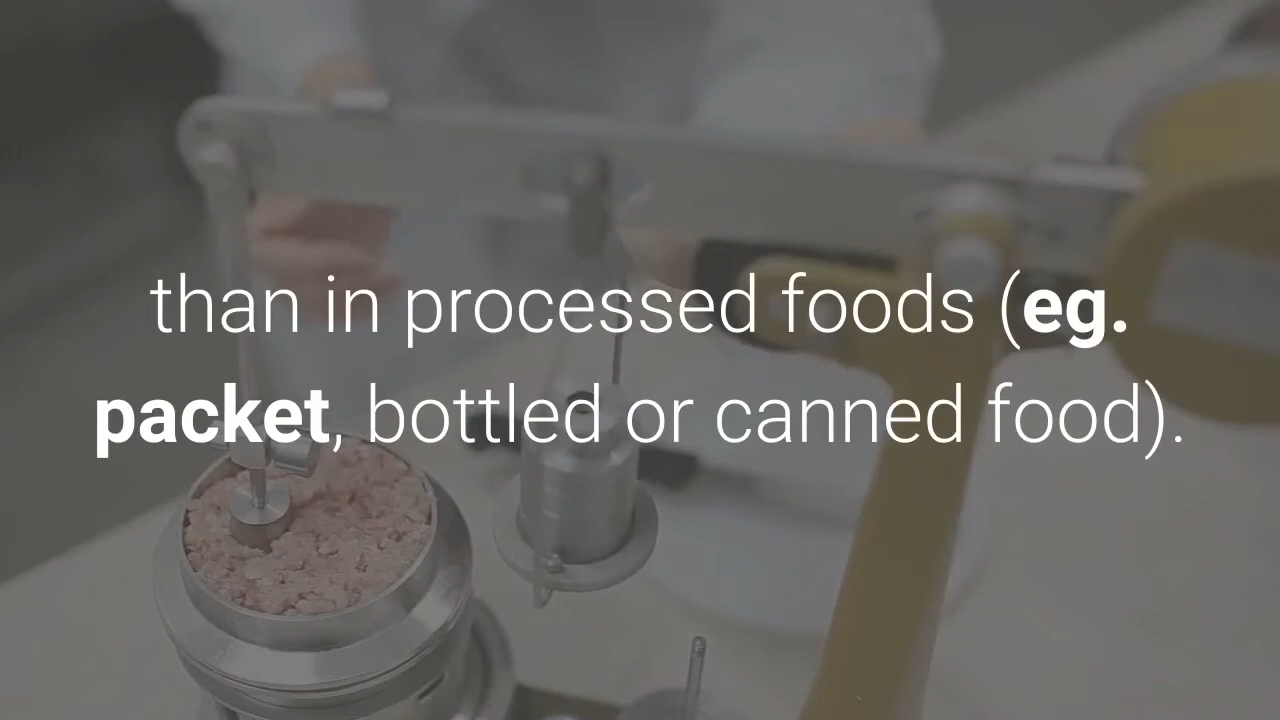 than in processed foods (eg.
packet, bottled or canned food).